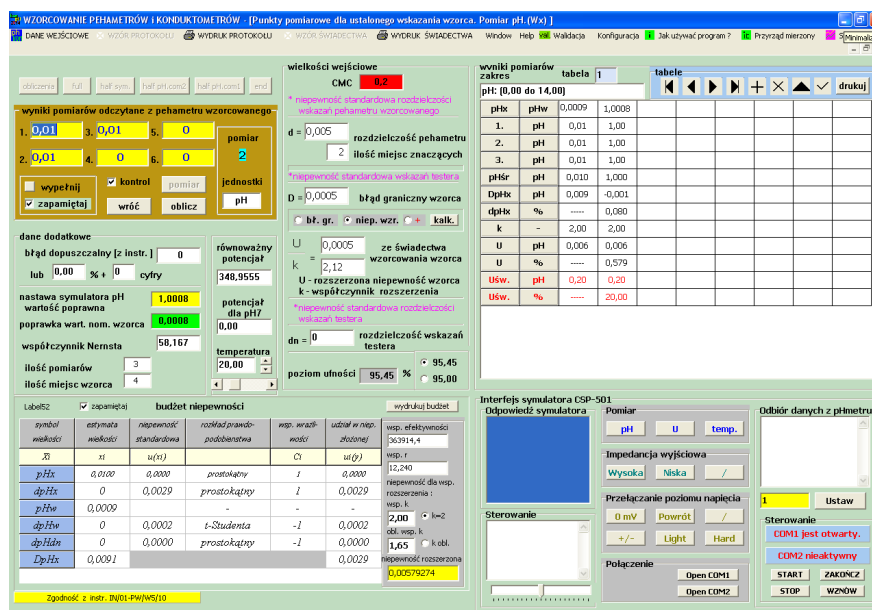 WZORCOWANIE PEHAMETRÓW i KONDUKTOMETRÓW - [Punkty pomiarowe dla ustalonego wskazania wzorca. Pomiar pH.(Wx) ]
DANE WEJŚCIOWE WZÓR PROTOKOŁU WYDRUK PROTOKOŁU WZÓR ŚWIADECTWA WYDRUK ŚWIADECTWA Window Help Val. Walidacja Konfiguracja i Jak używać program ? ic Przyrząd mierzony S
Minimaliz
obliczenia full half sym. half pH.com2 half pH.com1 end
wyniki pomiarów odczytane z pehametru wzorcowanego
1. 0,01 3. 0,01 5. 0
2. 0,01 4. 0 6. 0
pomiar
2
wypełnij kontrol pomiar jednostki
zapamiętaj wróć oblicz pH
dane dodatkowe
błąd dopuszczalny [z instr. ] 0
lub 0,00 % + 0 cyfry
nastawa symulatora pH wartość poprawna 1,0008
poprawka wart. nom. wzorca 0,0008
współczynnik Nernsta 58,167
ilość pomiarów 3
ilość miejsc wzorca 4
równoważny potencjał
348,9555
potencjał dla pH7
0,00
temperatura
20,00
wielkości wejściowe
CMC 0,2
* niepewność standardowa rozdzielczości
wskazań pehametru wzorcowanego
d = 0,005 rozdzielczość pehametru
2 ilość miejsc znaczących
*niepewność standardowa wskazań testera
D = 0,0005 błąd graniczny wzorca
bł. gr. niep. wzr. + kalk.
U 0,0005 ze świadectwa
k = 2,12 wzorcowania wzorca
U - rozszerzona niepewność wzorca
k - współczynnik rozszerzenia
*niepewność standardowa rozdzielczości
wskazań testera
dn = 0 rozdzielczość wskazań
testera
poziom ufności 95,45 % 95,45
95,00
wyniki pomiarów
zakres tabela 1
pH: (0,00 do 14,00)
tabele
drukuj
pHx pHw 0,0009 1,0008
1. pH 0,01 1,00
2. pH 0,01 1,00
3. pH 0,01 1,00
pHśr pH 0,010 1,000
DpHx pH 0,009 -0,001
dpHx % ----- 0,080
k - 2,00 2,00
U pH 0,006 0,006
U % ----- 0,579
Uśw. pH 0,20 0,20
Uśw. % ----- 20,00
Label52 zapamiętaj budżet niepewności wydrukuj budżet
symbol wielkości estymata wielkości niepewność standardowa rozkład prawdo-podobieństwa wsp. wrażli-wości udział w niep. złożonej
Xi xi u(xi) Ci ui(y)
pHx 0,0100 0,0000 prostokątny 1 0,0000
dpHx 0 0,0029 prostokątny 1 0,0029
pHw 0,0009 - - -
dpHw 0 0,0002 t-Studenta -1 0,0002
dpHdn 0 0,0000 prostokątny -1 0,0000
DpHx 0,0091 0,0029
wsp. efektywności
363914,4
wsp. r
12,240
niepewność dla wsp.
rozszerzenia :
wsp. k
2,00 k=2
obl. wsp. k
1,65 k obl.
niepewność rozszerzona
0,00579274
Zgodność z instr. IN/01-PW/W5/10
Interfejs symulatora CSP-501
Odpowiedź symulatora
Sterowanie
Pomiar
pH U temp.
Impedancja wyjściowa
Wysoka Niska /
Przełączanie poziomu napięcia
0 mV Powrót /
+/- Light Hard
Połączenie
Open COM1
Open COM2
Odbiór danych z pHmetru
1 Ustaw
Sterowanie
COM1 jest otwarty.
COM2 nieaktywny
START ZAKOŃCZ
STOP WZNÓW